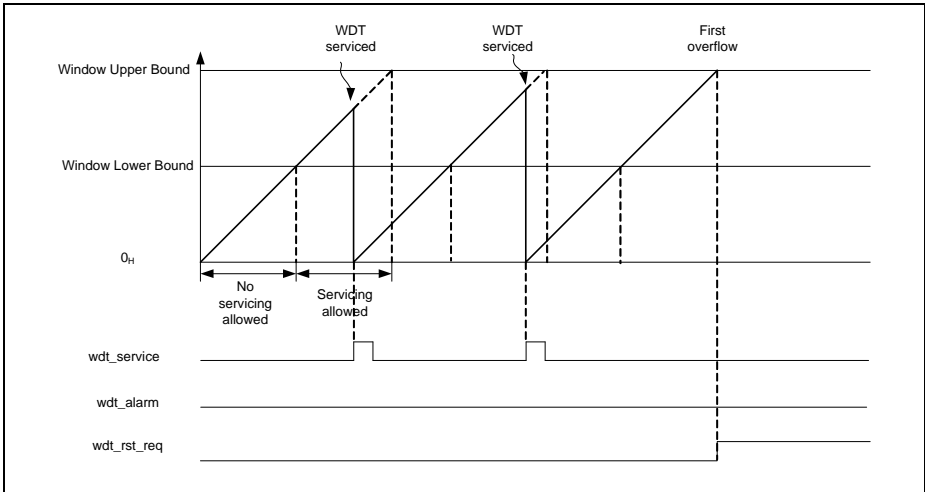 WDT
serviced
WDT
serviced
First
overflow
Window Upper Bound
Window Lower Bound
0H
No
servicing
allowed
Servicing
allowed
wdt_service
wdt_alarm
wdt_rst_req